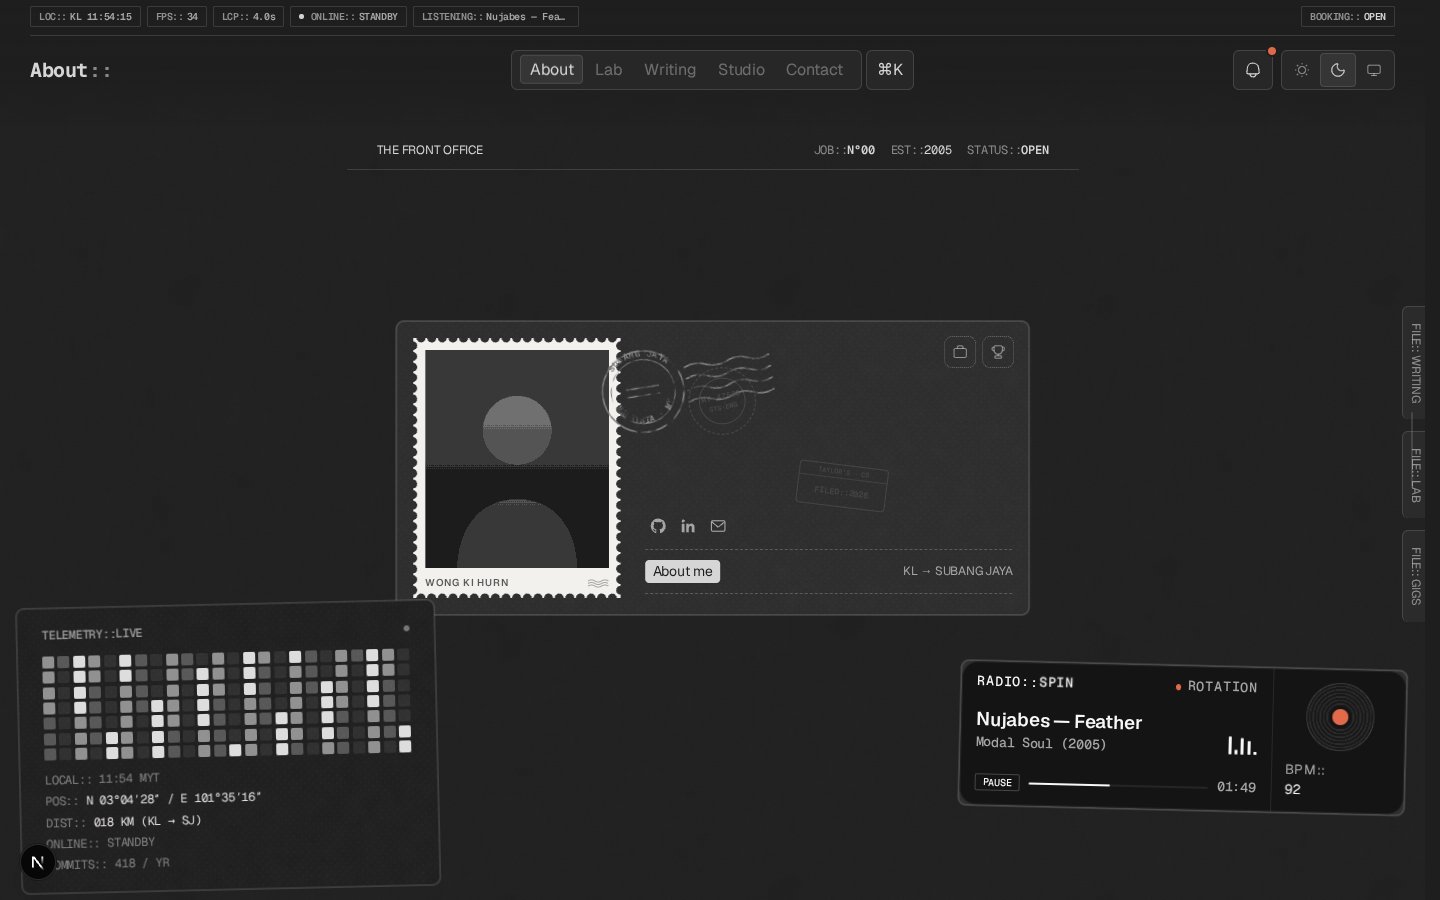 LOC:: KL 11:54:15
FPS:: 34
LCP:: 4.0s
ONLINE:: STANDBY
LISTENING:: Nujabes — Fea…
BOOKING:: OPEN
About::
About
Lab
Writing
Studio
Contact
⌘K
THE FRONT OFFICE
JOB::N°00
EST::2005
STATUS::OPEN
TAYLOR'S
FILED::2026
WONG KI HURN
About me
KL → SUBANG JAYA
FILE:: WRITING
FILE:: LAB
FILE:: GIGS
TELEMETRY::LIVE
LOCAL:: 11:54 MYT
POS:: N 03°04'28" / E 101°35'16"
DIST:: 018 KM (KL → SJ)
ONLINE:: STANDBY
OMMITS:: 418 / YR
N
RADIO::SPIN
ROTATION
Nujabes — Feather
Modal Soul (2005)
PAUSE
01:49
BPM::
92